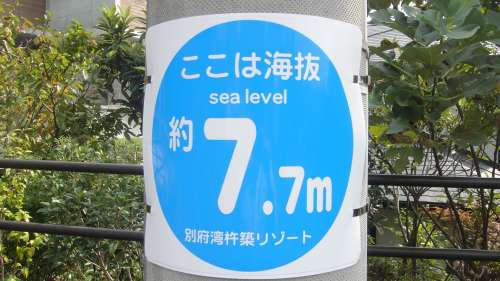 ここは海抜
sea level
約7.7m
別府湾杵築リゾート